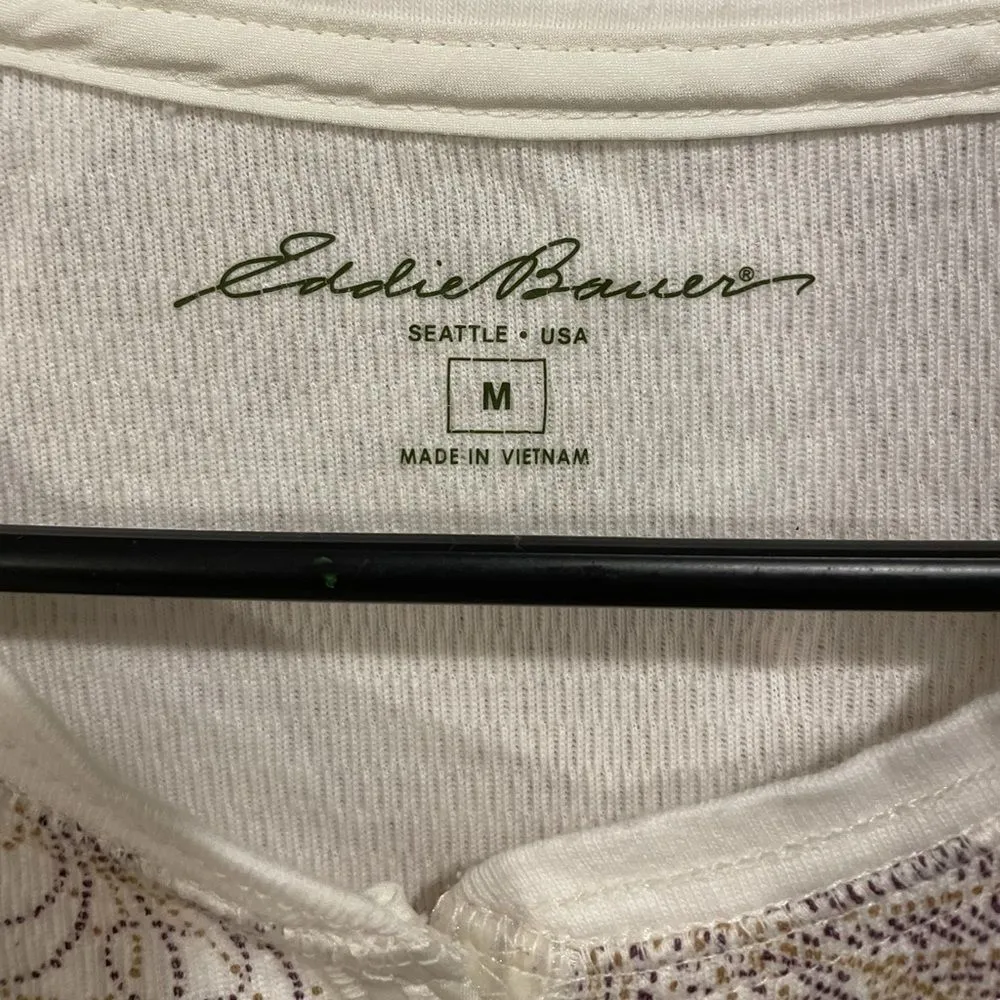 Eddie Bauer®
SEATTLE • USA
M
MADE IN VIETNAM